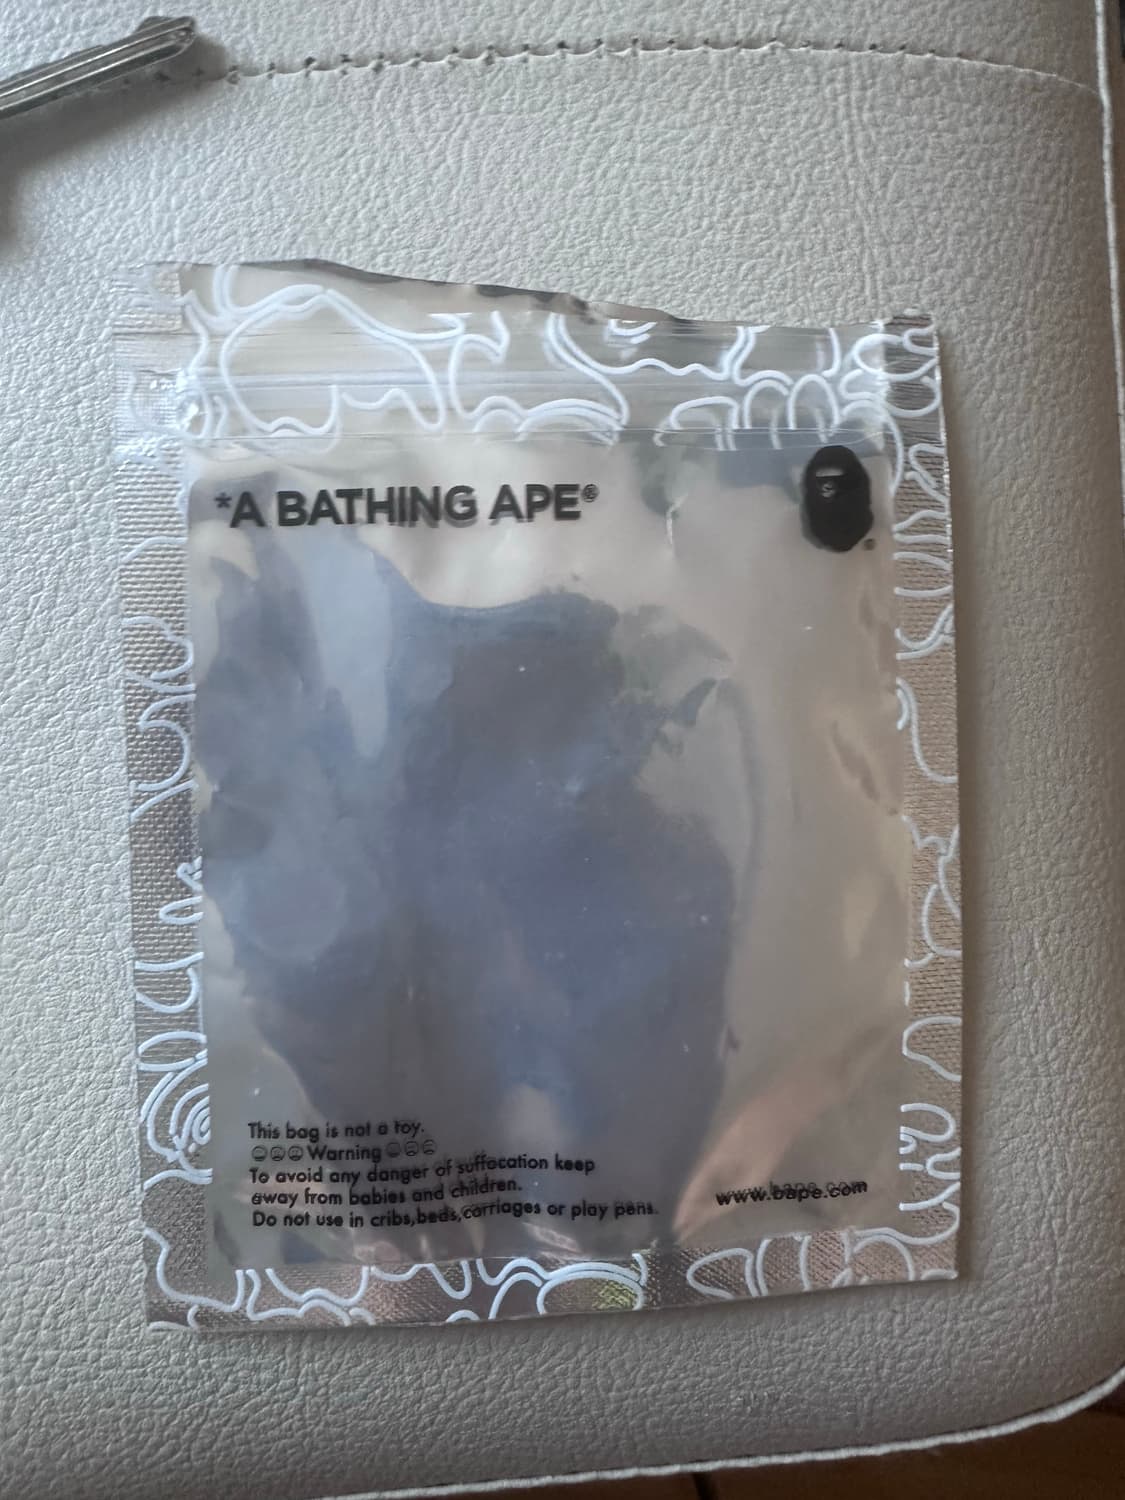 *A BATHING APE®
This bag is not a toy.
Warning
To avoid any danger of suffocation keep
away from babies and children.
Do not use in cribs,beds,carriages or play pens.
www.bape.com